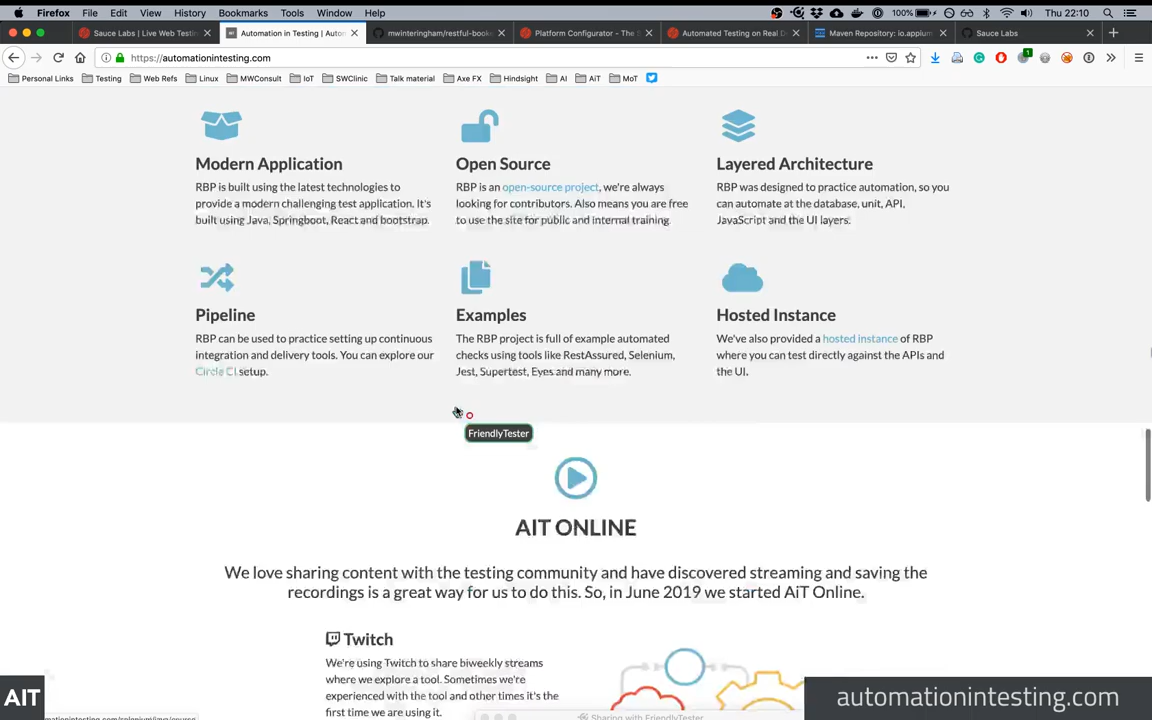 Firefox File Edit View History Bookmarks Tools Window Help 100% Thu 22:10
Sauce Labs | Live Web Testin Automation in Testing | Autom mwinteringham/restful-booke Platform Configurator - The S Automated Testing on Real D Maven Repository: io.appium Sauce Labs
https://automationintesting.com
Personal Links Testing Web Refs Linux MWConsult IoT SWClinic Talk material Axe FX Hindsight AI AiT MoT
Modern Application
RBP is built using the latest technologies to
provide a modern challenging test application. It's
built using Java, Springboot, React and bootstrap.
Open Source
RBP is an open-source project, we're always
looking for contributors. Also means you are free
to use the site for public and internal training.
Layered Architecture
RBP was designed to practice automation, so you
can automate at the database, unit, API,
JavaScript and the UI layers.
Pipeline
RBP can be used to practice setting up continuous
integration and delivery tools. You can explore our
Circle CI setup.
Examples
The RBP project is full of example automated
checks using tools like RestAssured, Selenium,
Jest, Supertest, Eyes and many more.
Hosted Instance
We've also provided a hosted instance of RBP
where you can test directly against the APIs and
the UI.
FriendlyTester
AIT ONLINE
We love sharing content with the testing community and have discovered streaming and saving the
recordings is a great way for us to do this. So, in June 2019 we started AiT Online.
Twitch
We're using Twitch to share biweekly streams
where we explore a tool. Sometimes we're
experienced with the tool and other times it's the
first time we are using it.
AIT
automationintesting.com
Sharing with FriendlyTester